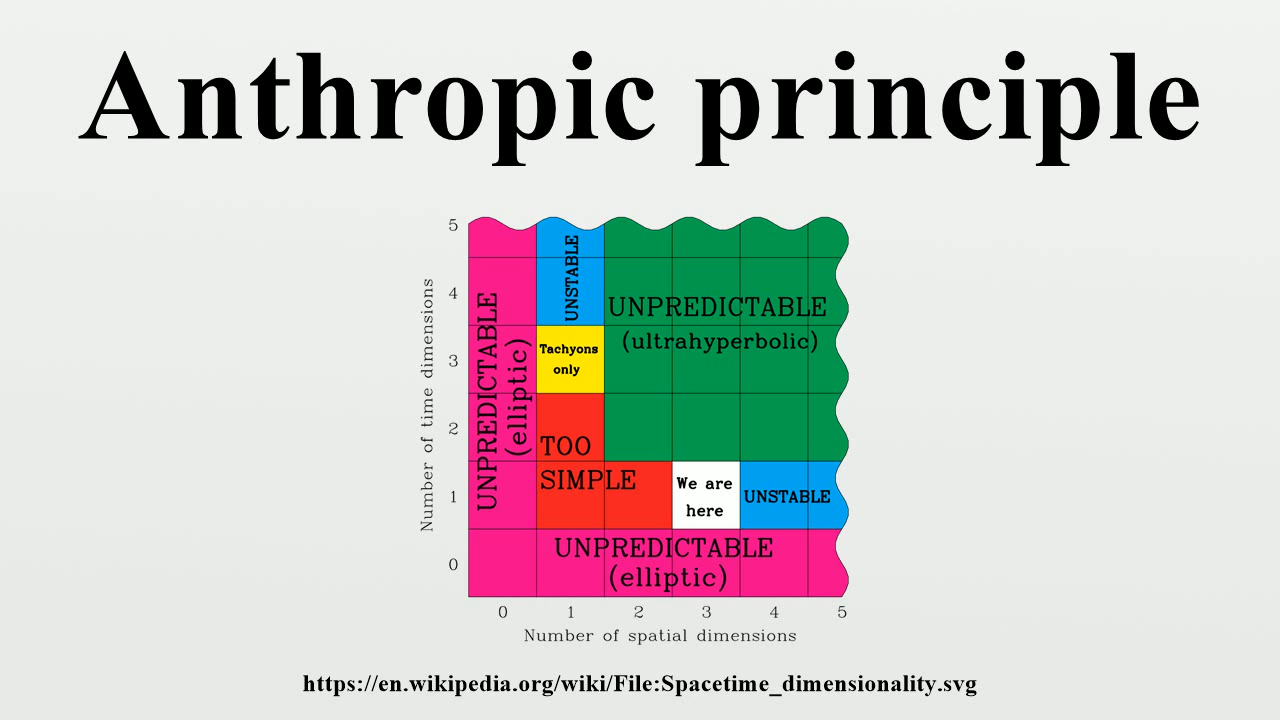 Anthropic principle
5
4
3
2
1
0
Number of time dimensions
UNPREDICTABLE
(elliptic)
UNSTABLE
UNPREDICTABLE
(ultrahyperbolic)
Tachyons
only
TOO
SIMPLE
We are
here
UNSTABLE
UNPREDICTABLE
(elliptic)
0 1 2 3 4 5
Number of spatial dimensions
https://en.wikipedia.org/wiki/File:Spacetime_dimensionality.svg